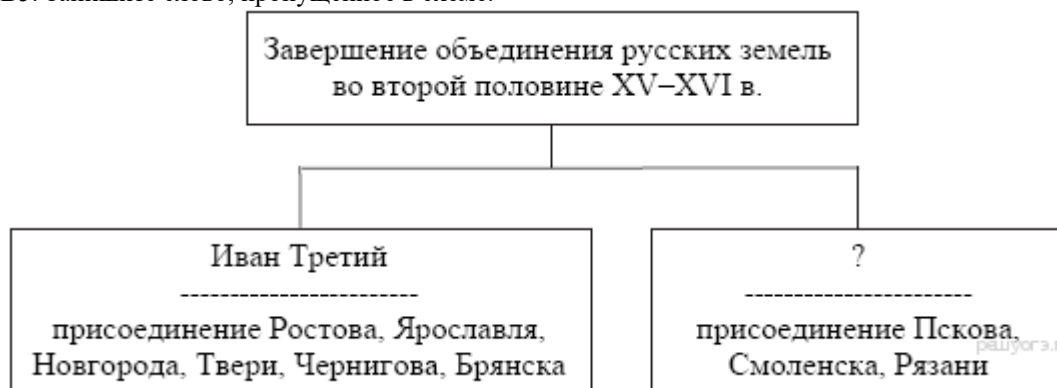 Завершение объединения русских земель
во второй половине XV–XVI в.
Иван Третий
------------------------
присоединение Ростова, Ярославля,
Новгорода, Твери, Чернигова, Брянска
?
-----------------------
присоединение Пскова,
Смоленска, Рязани